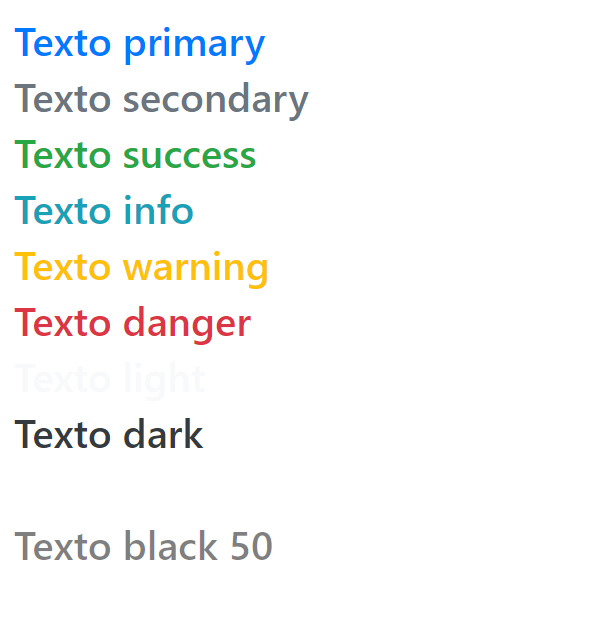 Texto primary
Texto secondary
Texto success
Texto info
Texto warning
Texto danger
Texto light
Texto dark
Texto black 50